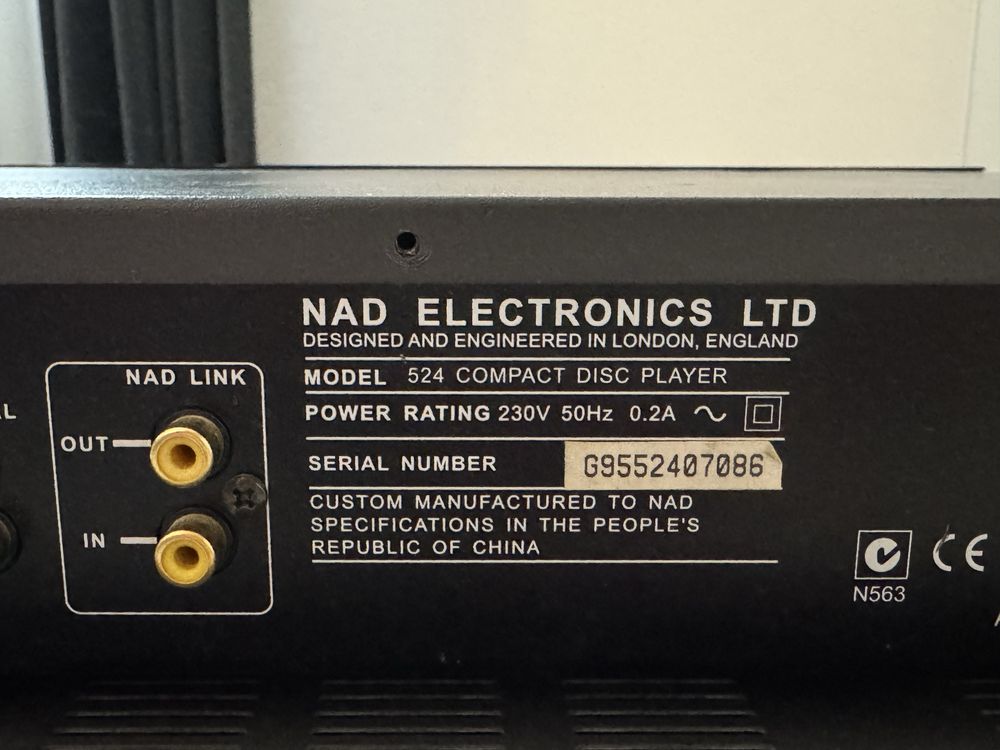 NAD ELECTRONICS LTD
DESIGNED AND ENGINEERED IN LONDON, ENGLAND
NAD LINK
MODEL 524 COMPACT DISC PLAYER
POWER RATING 230V 50Hz 0.2A
OUT
SERIAL NUMBER G9552407086
CUSTOM MANUFACTURED TO NAD
SPECIFICATIONS IN THE PEOPLE'S
REPUBLIC OF CHINA
IN
CE
N563